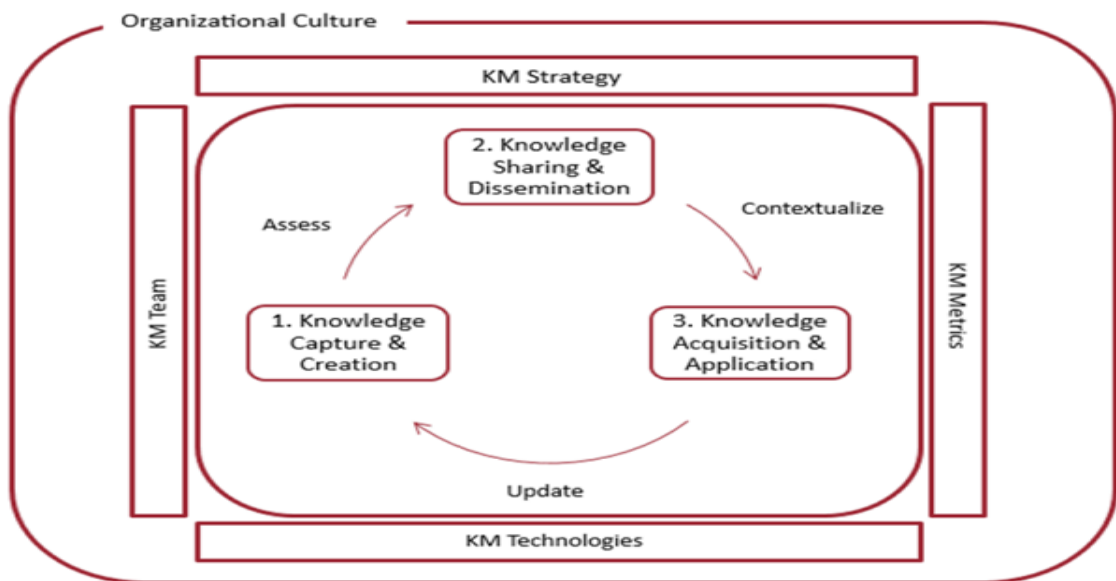 Organizational Culture
KM Strategy
2. Knowledge
Sharing &
Dissemination
Assess
Contextualize
KM Team
1. Knowledge
Capture &
Creation
3. Knowledge
Acquisition &
Application
KM Metrics
Update
KM Technologies